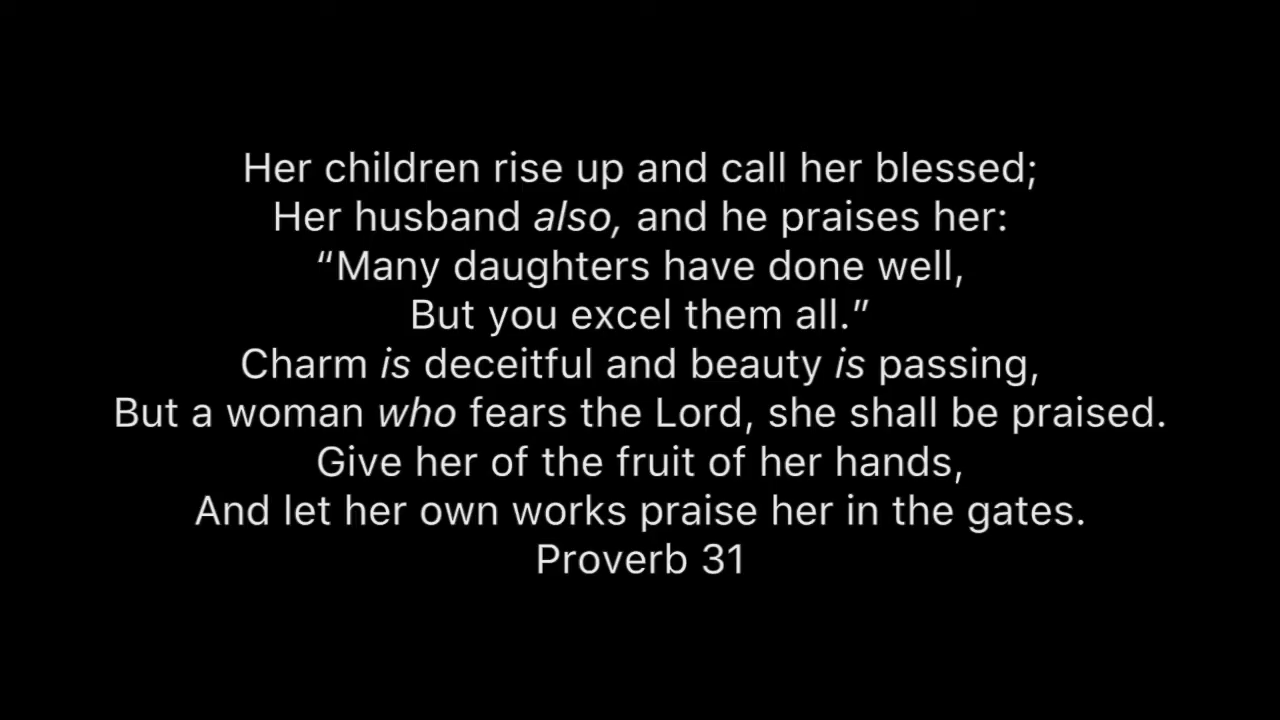 Her children rise up and call her blessed;
Her husband also, and he praises her:
“Many daughters have done well,
But you excel them all.”
Charm is deceitful and beauty is passing,
But a woman who fears the Lord, she shall be praised.
Give her of the fruit of her hands,
And let her own works praise her in the gates.
Proverb 31